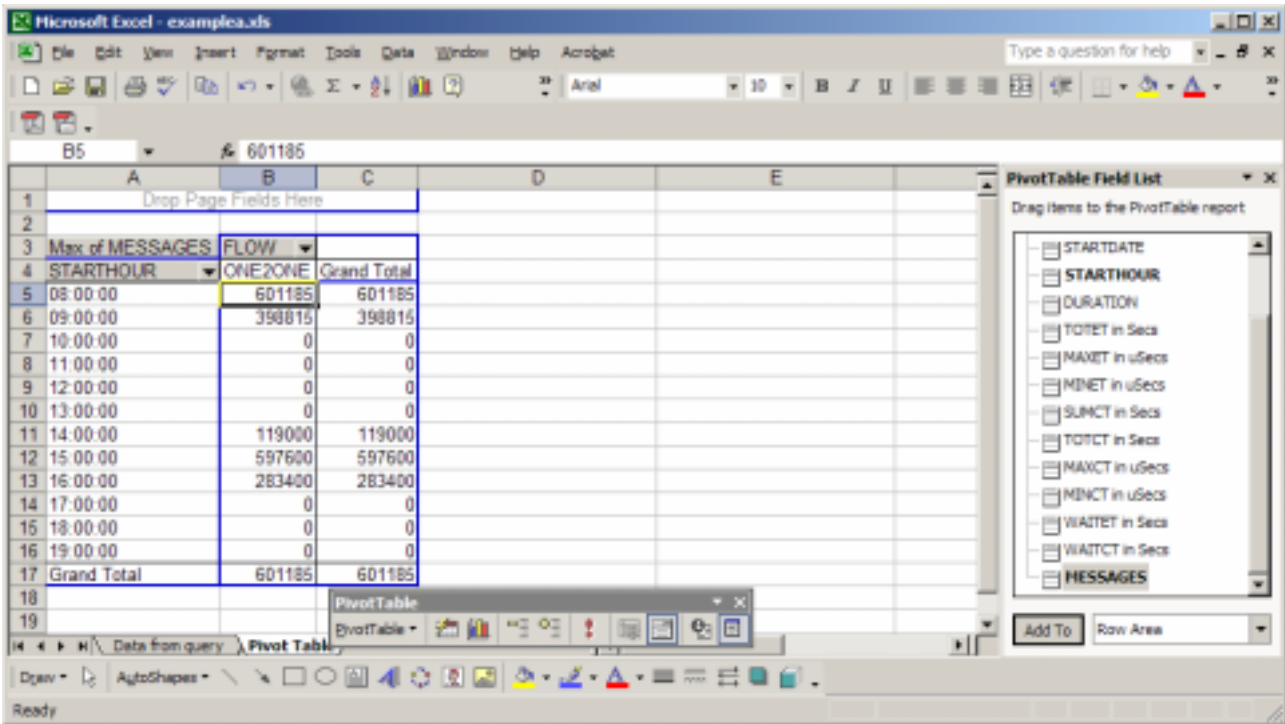 Microsoft Excel - examplea.xls
File Edit View Insert Format Tools Data Window Help Acrobat
Type a question for help
Arial 10 B I U
B5 fx 601185
A B C D E
1 Drop Page Fields Here
2
3 Max of MESSAGES FLOW
4 STARTHOUR ONE2ONE Grand Total
5 08:00:00 601185 601185
6 09:00:00 398815 398815
7 10:00:00 0 0
8 11:00:00 0 0
9 12:00:00 0 0
10 13:00:00 0 0
11 14:00:00 119000 119000
12 15:00:00 597600 597600
13 16:00:00 283400 283400
14 17:00:00 0 0
15 18:00:00 0 0
16 19:00:00 0 0
17 Grand Total 601185 601185
18
19
PivotTable
PivotTable
Data from query Pivot Table
PivotTable Field List
Drag items to the PivotTable report
STARTDATE
STARTHOUR
DURATION
TOTET in Secs
MAXET in uSecs
MINET in uSecs
SUMCT in Secs
TOTCT in Secs
MAXCT in uSecs
MINCT in uSecs
WAITET in Secs
WAITCT in Secs
MESSAGES
Add To Row Area
Draw AutoShapes
Ready